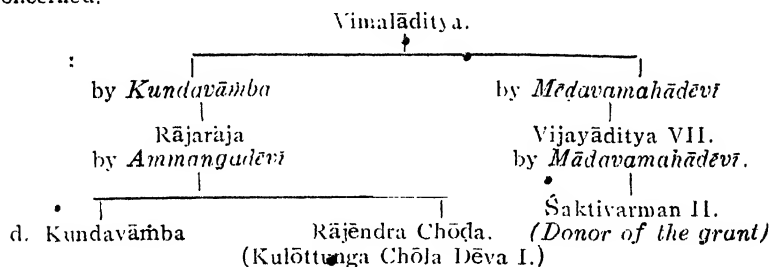 oncerned.
Vimalāditya.
by Kundavāmba by Mēdavamahādēvī
Rājarāja Vijayāditya VII.
by Ammangadēvī by Mādavamahādēvī.
d. Kundavāmba Rājēndra Chōḍa. Śaktivarman II.
(Kulōttunga Chōla Dēva I.) (Donor of the grant)